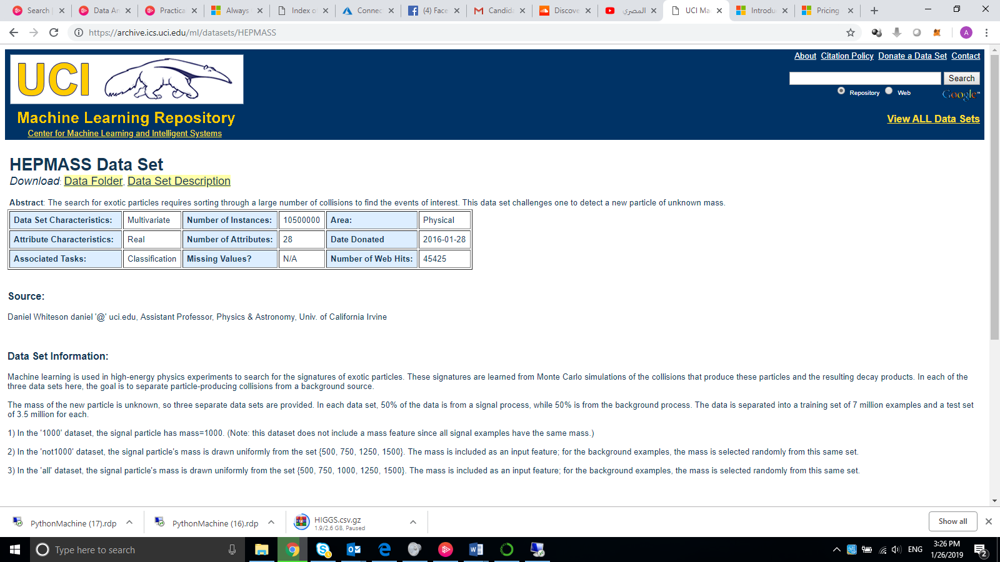 Search
Data An
Practica
Always
Index o
Connec
(4) Face
Candid
Discove
المصري
UCI Ma
Introdu
Pricing
https://archive.ics.uci.edu/ml/datasets/HEPMASS
A
UCI
Machine Learning Repository
Center for Machine Learning and Intelligent Systems
About Citation Policy Donate a Data Set Contact
Search
Repository Web Google™
View ALL Data Sets
HEPMASS Data Set
Download: Data Folder, Data Set Description
Abstract: The search for exotic particles requires sorting through a large number of collisions to find the events of interest. This data set challenges one to detect a new particle of unknown mass.
Data Set Characteristics: Multivariate Number of Instances: 10500000 Area: Physical
Attribute Characteristics: Real Number of Attributes: 28 Date Donated 2016-01-28
Associated Tasks: Classification Missing Values? N/A Number of Web Hits: 45425
Source:
Daniel Whiteson daniel '@' uci.edu, Assistant Professor, Physics & Astronomy, Univ. of California Irvine
Data Set Information:
Machine learning is used in high-energy physics experiments to search for the signatures of exotic particles. These signatures are learned from Monte Carlo simulations of the collisions that produce these particles and the resulting decay products. In each of the
three data sets here, the goal is to separate particle-producing collisions from a background source.
The mass of the new particle is unknown, so three separate data sets are provided. In each data set, 50% of the data is from a signal process, while 50% is from the background process. The data is separated into a training set of 7 million examples and a test set
of 3.5 million for each.
1) In the '1000' dataset, the signal particle has mass=1000. (Note: this dataset does not include a mass feature since all signal examples have the same mass.)
2) In the 'not1000' dataset, the signal particle's mass is drawn uniformly from the set {500, 750, 1250, 1500}. The mass is included as an input feature; for the background examples, the mass is selected randomly from this same set.
3) In the 'all' dataset, the signal particle's mass is drawn uniformly from the set {500, 750, 1000, 1250, 1500}. The mass is included as an input feature; for the background examples, the mass is selected randomly from this same set.
PythonMachine (17).rdp
PythonMachine (16).rdp
HIGGS.csv.gz
1.9/2.6 GB, Paused
Show all
Type here to search
ENG
3:26 PM
1/26/2019
2